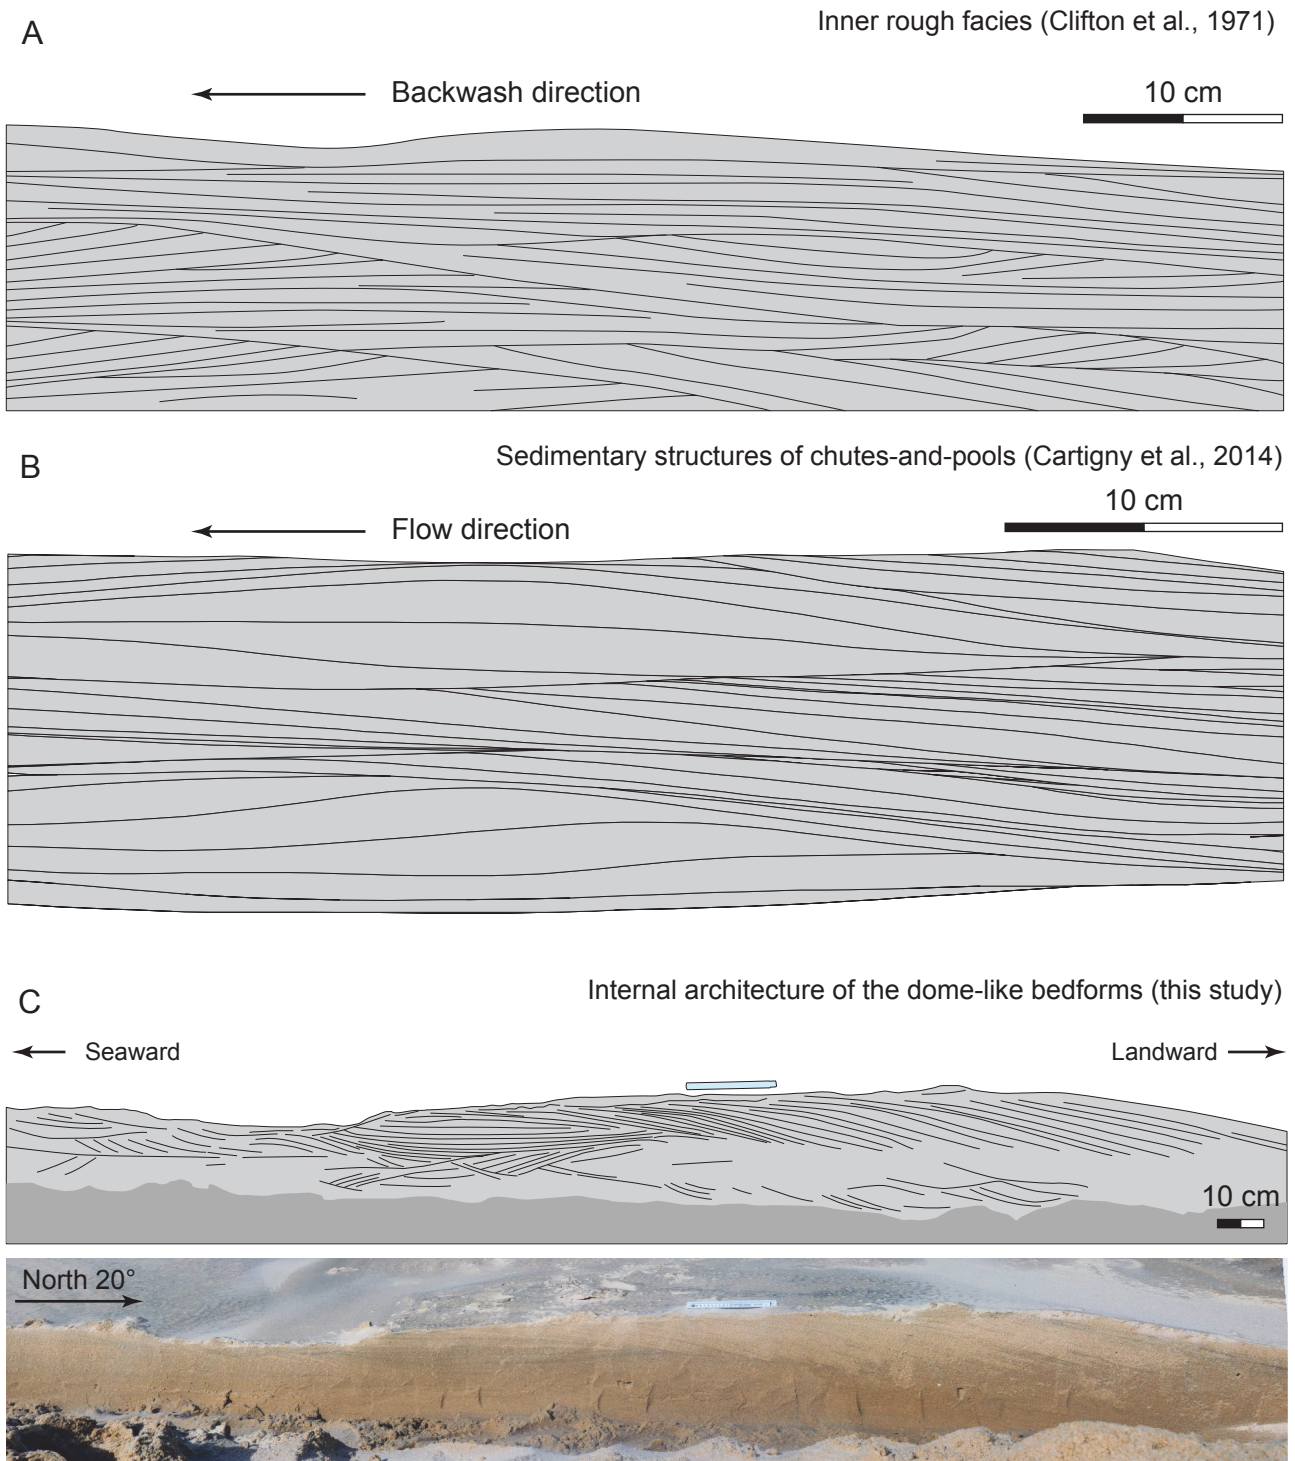 A
Inner rough facies (Clifton et al., 1971)
Backwash direction
10 cm
B
Sedimentary structures of chutes-and-pools (Cartigny et al., 2014)
10 cm
Flow direction
C
Internal architecture of the dome-like bedforms (this study)
Seaward
Landward
10 cm
North 20°